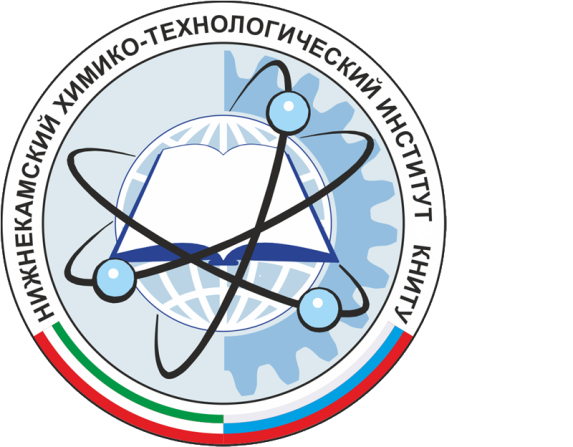 НИЖНЕКАМСКИЙ ХИМИКО-ТЕХНОЛОГИЧЕСКИЙ ИНСТИТУТ КНИТУ